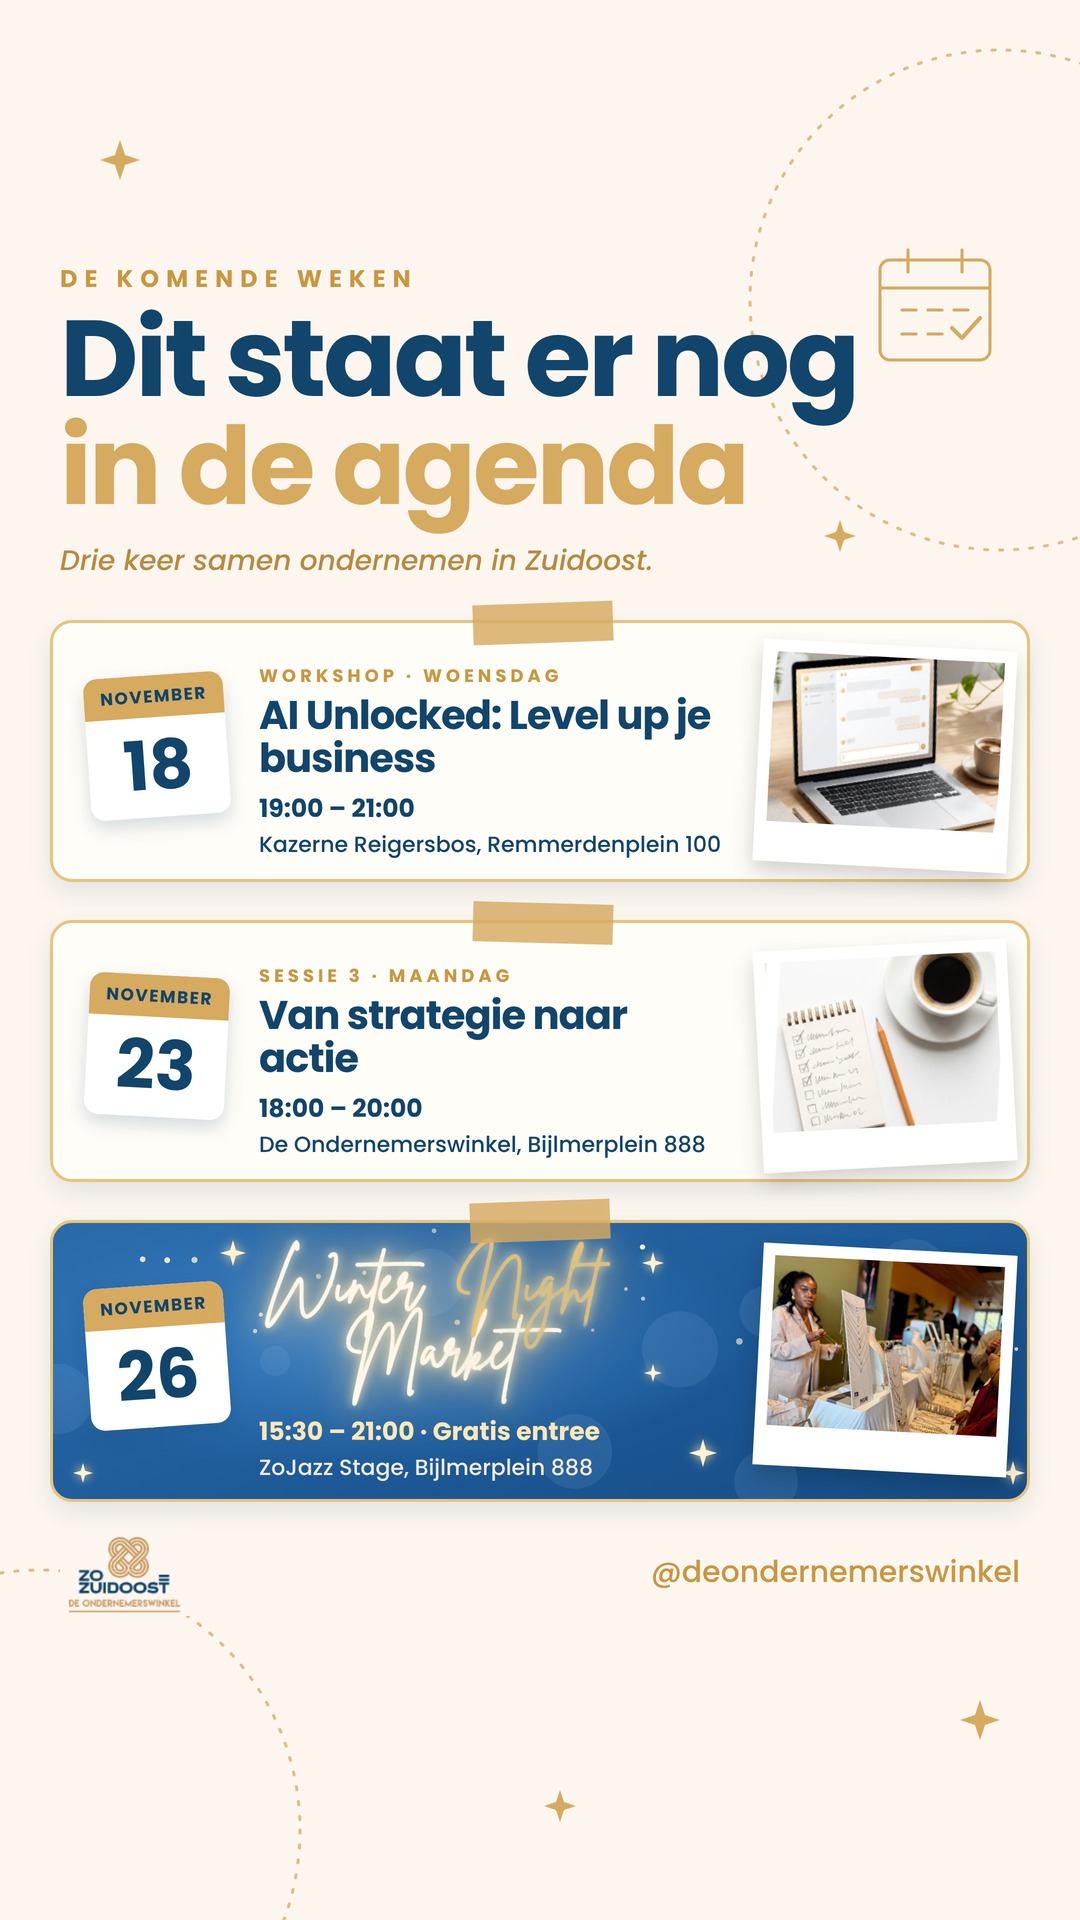 DE KOMENDE WEKEN
Dit staat er nog
in de agenda
Drie keer samen ondernemen in Zuidoost.
NOVEMBER
18
WORKSHOP · WOENSDAG
AI Unlocked: Level up je
business
19:00 – 21:00
Kazerne Reigersbos, Remmerdenplein 100
NOVEMBER
23
SESSIE 3 · MAANDAG
Van strategie naar
actie
18:00 – 20:00
De Ondernemerswinkel, Bijlmerplein 888
NOVEMBER
26
Winter Night
Market
15:30 – 21:00 · Gratis entree
ZoJazz Stage, Bijlmerplein 888
ZO
ZUIDOOST
DE ONDERNEMERSWINKEL
@deondernemerswinkel